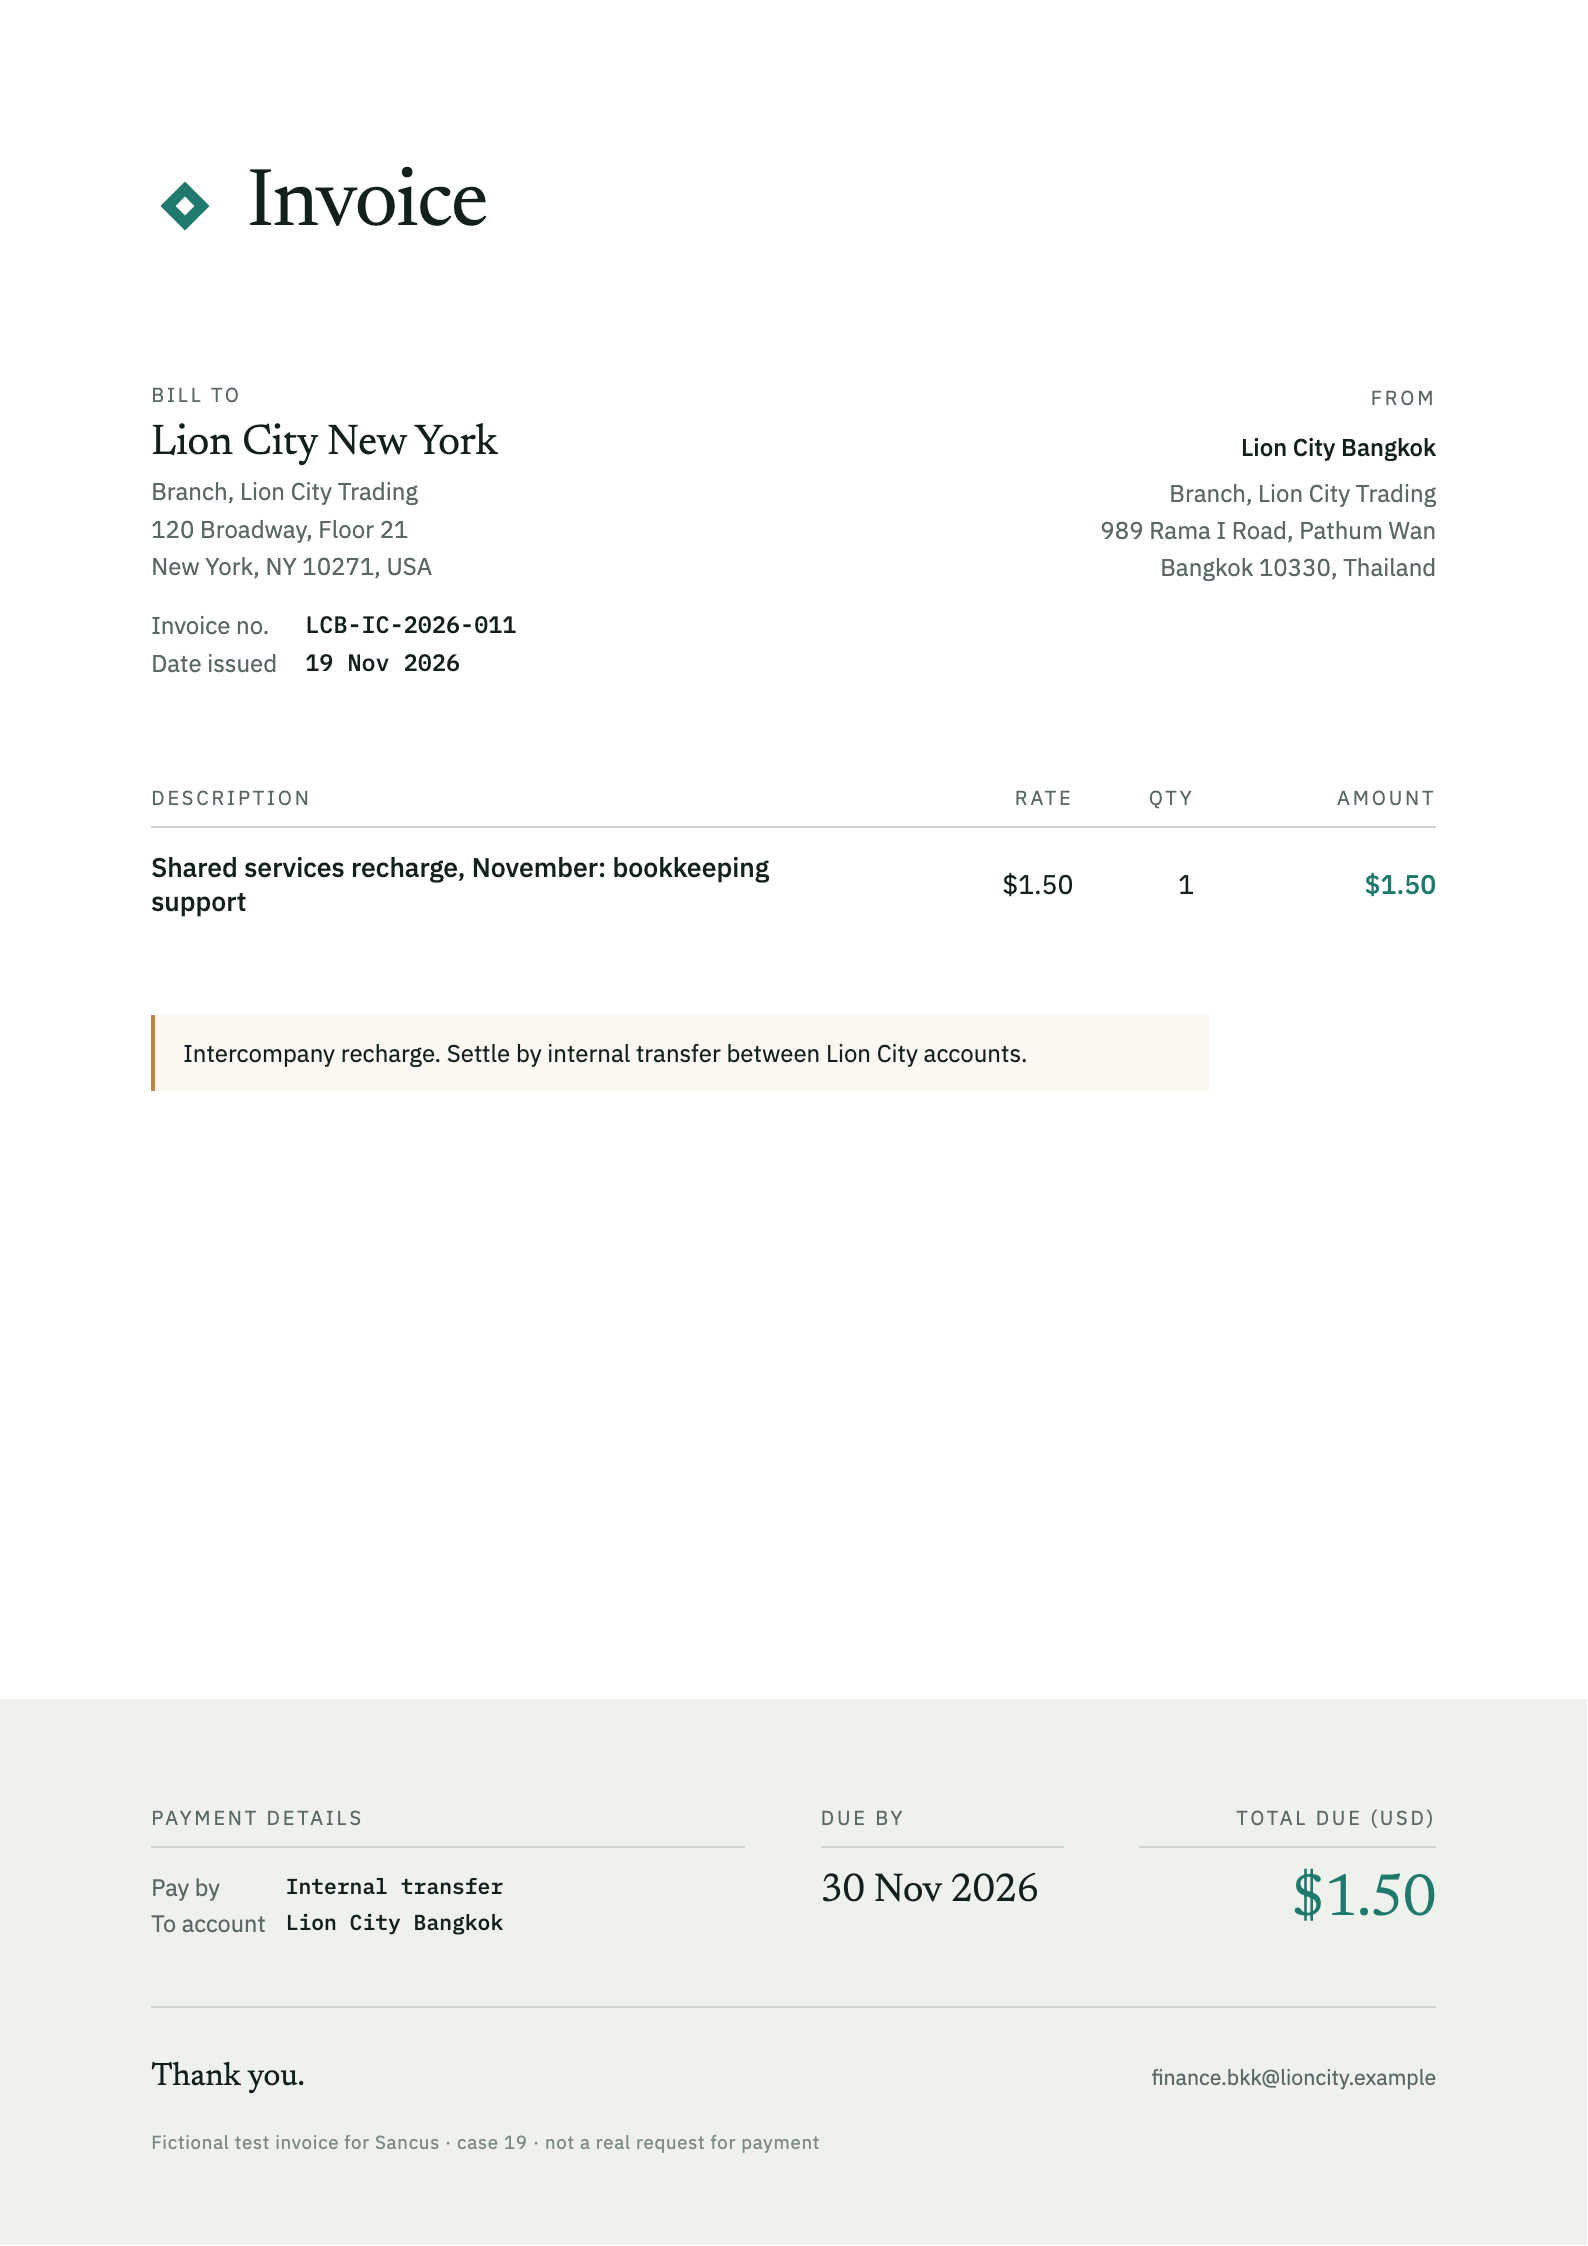 Invoice
BILL TO
Lion City New York
Branch, Lion City Trading
120 Broadway, Floor 21
New York, NY 10271, USA
FROM
Lion City Bangkok
Branch, Lion City Trading
989 Rama I Road, Pathum Wan
Bangkok 10330, Thailand
Invoice no. LCB-IC-2026-011
Date issued 19 Nov 2026
DESCRIPTION RATE QTY AMOUNT
Shared services recharge, November: bookkeeping
support
$1.50 1 $1.50
Intercompany recharge. Settle by internal transfer between Lion City accounts.
PAYMENT DETAILS
Pay by Internal transfer
To account Lion City Bangkok
DUE BY
30 Nov 2026
TOTAL DUE (USD)
$1.50
Thank you.
finance.bkk@lioncity.example
Fictional test invoice for Sancus · case 19 · not a real request for payment